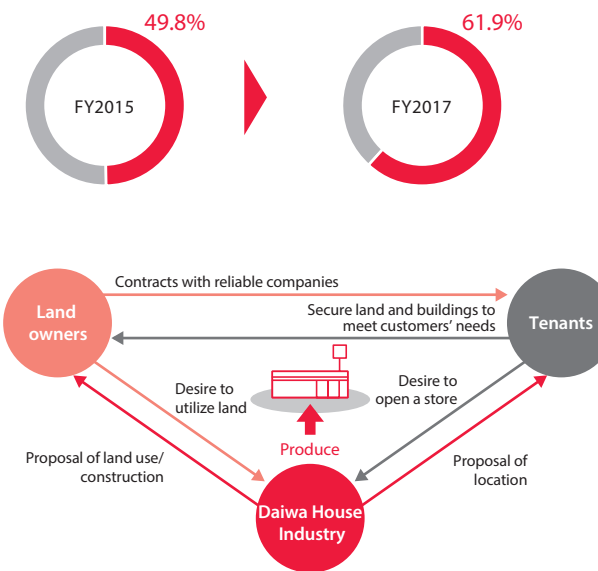 49.8%
61.9%
FY2015
FY2017
Contracts with reliable companies
Land
owners
Secure land and buildings to
meet customers’ needs
Tenants
Desire to
utilize land
Desire to
open a store
Produce
Proposal of land use/
construction
Proposal of
location
Daiwa House
Industry